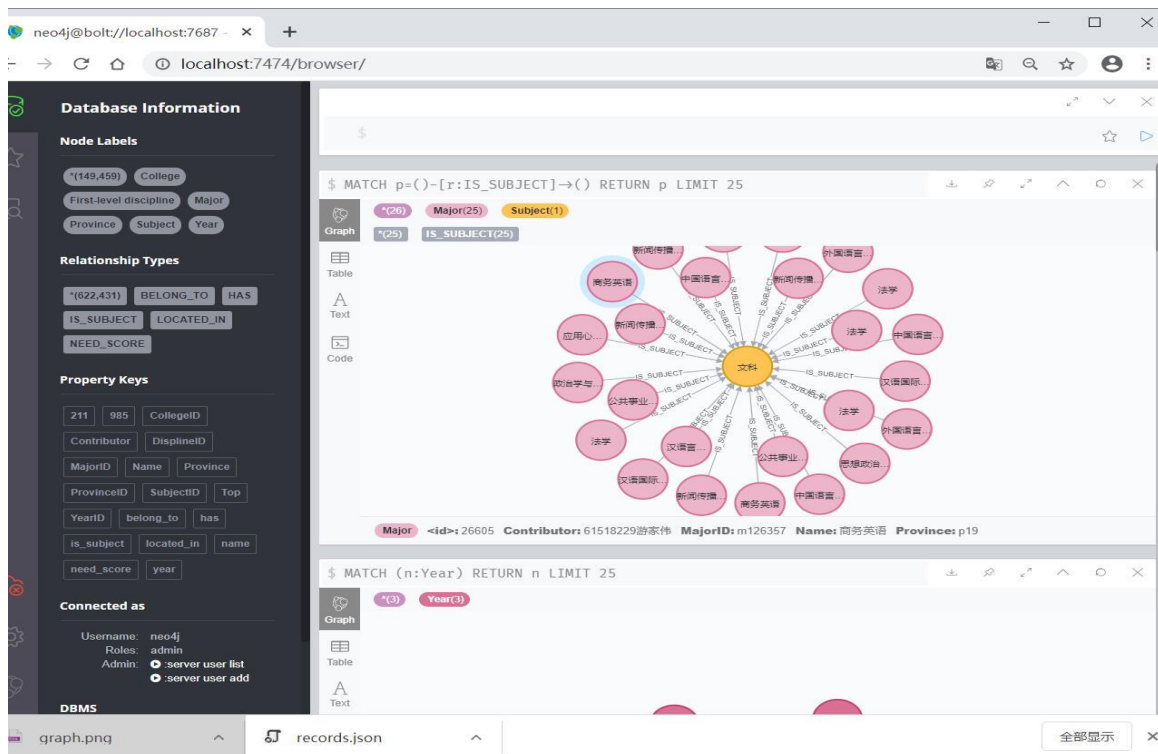 neo4j@bolt://localhost:7687 -
localhost:7474/browser/
Database Information
Node Labels
*(149,459) College
First-level discipline Major
Province Subject Year
Relationship Types
*(622,431) BELONG_TO HAS
IS_SUBJECT LOCATED_IN
NEED_SCORE
Property Keys
211 985 CollegeID
Contributor DisplineID
MajorID Name Province
ProvinceID SubjectID Top
YearID belong_to has
is_subject located_in name
need_score year
Connected as
Username: neo4j
Roles: admin
Admin: :server user list
:server user add
DBMS
$
$ MATCH p=()-[r:IS_SUBJECT]→() RETURN p LIMIT 25
Graph
Table
Text
Code
*(26) Major(25) Subject(1)
*(25) IS_SUBJECT(25)
新闻传播...
外国语言...
商务英语
中国语言...
新闻传播...
法学
新闻传播...
法学
应用心...
中国语言...
文科
政治学与...
汉语国际...
公共事业...
法学
外国语言...
法学
汉语言...
公共事业...
思想政治...
汉语国际...
新闻传播...
商务英语
中国语言...
IS_SUBJECT
Major <id>: 26605 Contributor: 61518229游家伟 MajorID: m126357 Name: 商务英语 Province: p19
$ MATCH (n:Year) RETURN n LIMIT 25
Graph
Table
Text
*(3) Year(3)
graph.png
records.json
全部显示